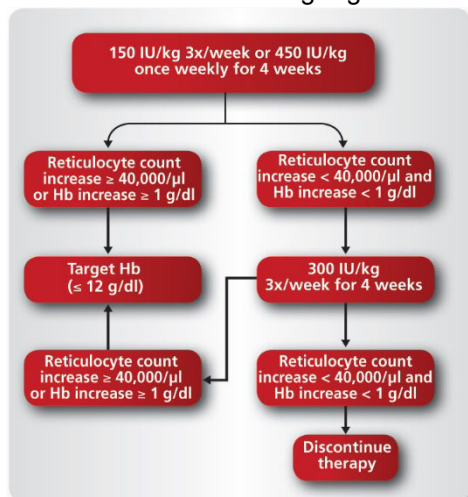 150 IU/kg 3x/week or 450 IU/kg
once weekly for 4 weeks
Reticulocyte count
increase ≥ 40,000/µl
or Hb increase ≥ 1 g/dl
Reticulocyte count
increase < 40,000/µl and
Hb increase < 1 g/dl
Target Hb
(≤ 12 g/dl)
300 IU/kg
3x/week for 4 weeks
Reticulocyte count
increase ≥ 40,000/µl
or Hb increase ≥ 1 g/dl
Reticulocyte count
increase < 40,000/µl and
Hb increase < 1 g/dl
Discontinue
therapy